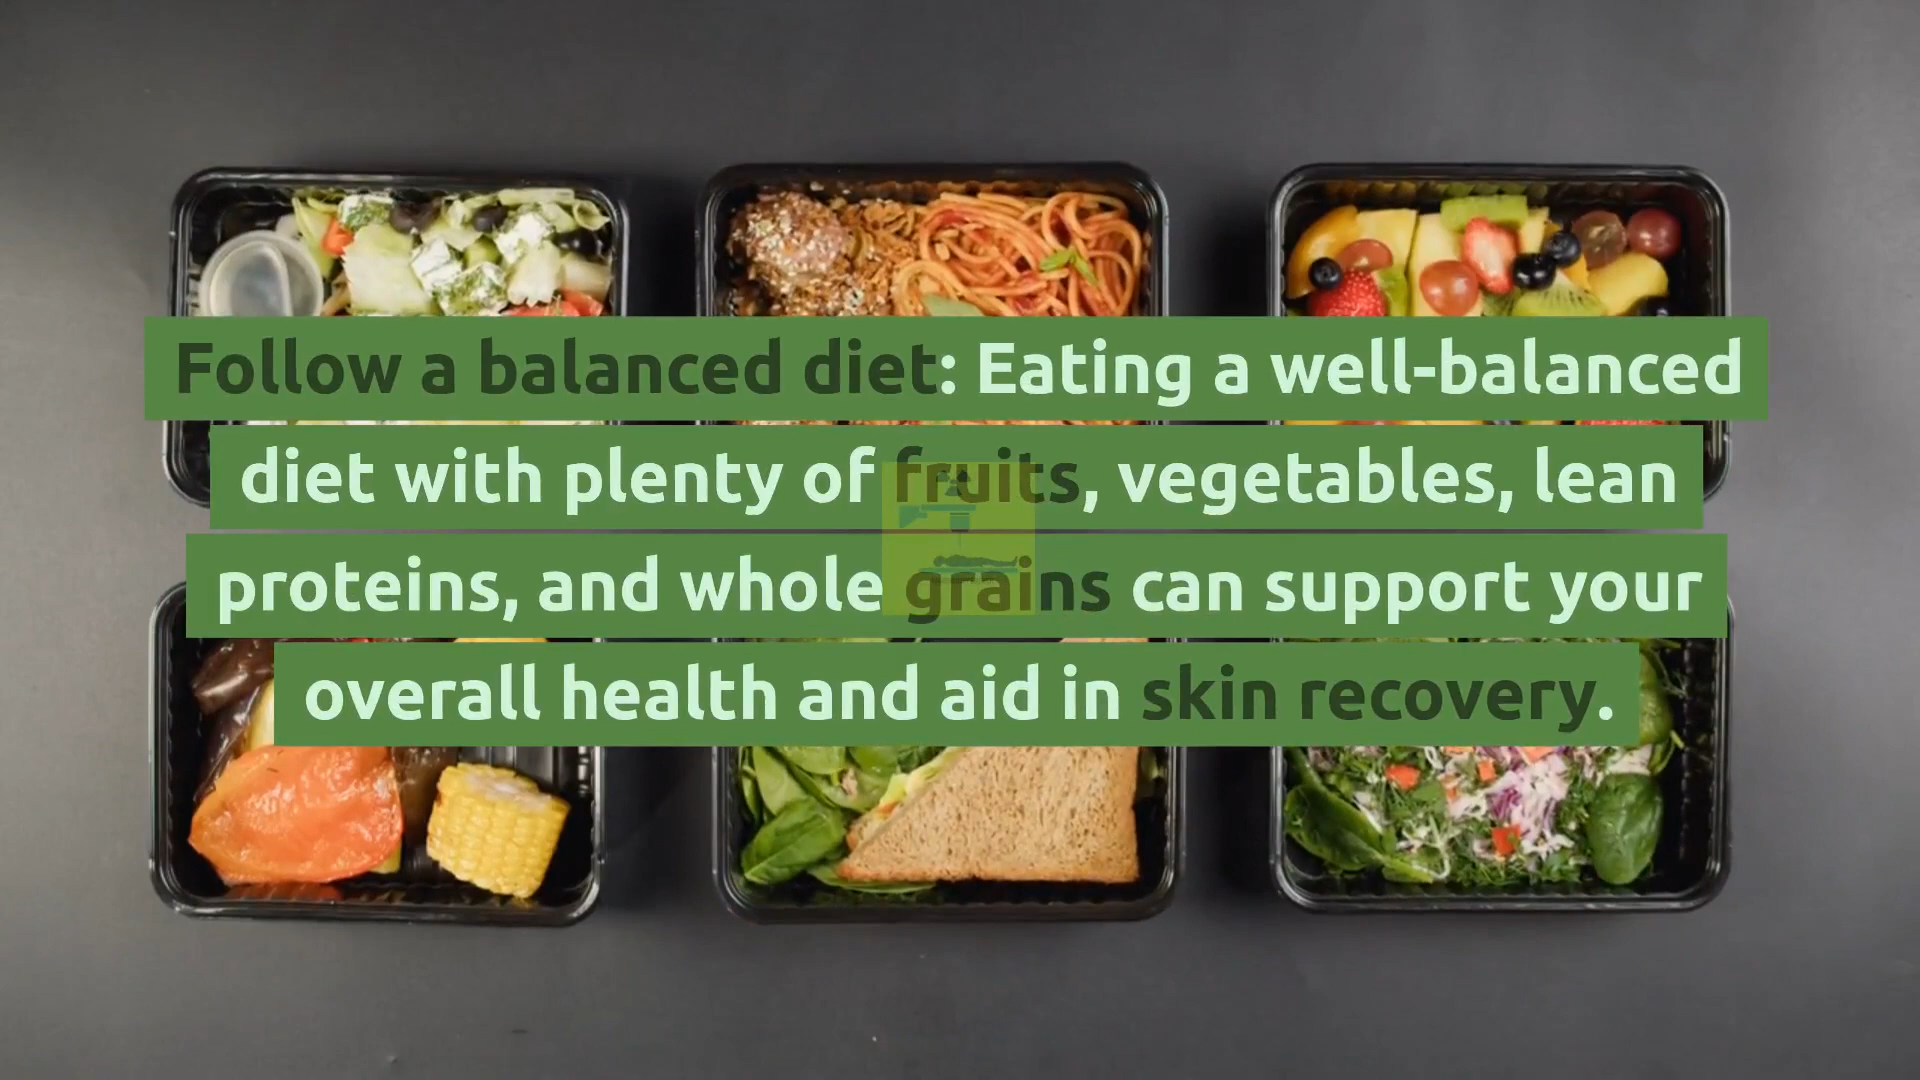 Follow a balanced diet: Eating a well-balanced
diet with plenty of fruits, vegetables, lean
proteins, and whole grains can support your
overall health and aid in skin recovery.